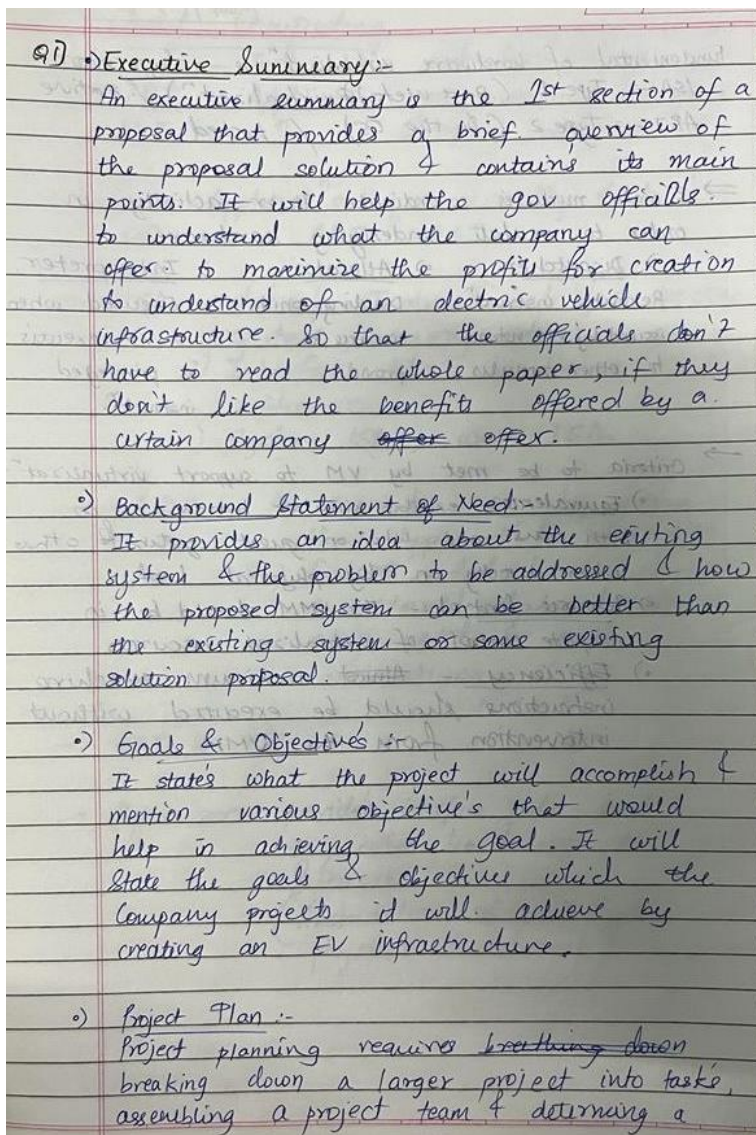 Q1) •) Executive Summary:-
An executive summary is the 1st section of a
proposal that provides a brief. overview of
the proposal solution & contains its main
points. It will help the gov officials.
to understand what the company can
offer to maximize the profits for creation
to understand of an electric vehicle
infrastructure. So that the officials don't
have to read the whole paper, if they
don't like the benefits offered by a.
certain company offer offer.
•) Background Statement of Need:-
It provides an idea about the existing
system & the problem to be addressed & how
the proposed system can be better than
the existing system or some existing
solution proposal.
•) Goals & Objective's :-
It state's what the project will accomplish &
mention various objective's that would
help in achieving the goal. It will
State the goals & objectives which the
Company projects it will. achieve by
creating an EV infrastructure.
•) Project Plan :-
Project planning requires breathing down
breaking down a larger project into tasks,
assembling a project team & determing a